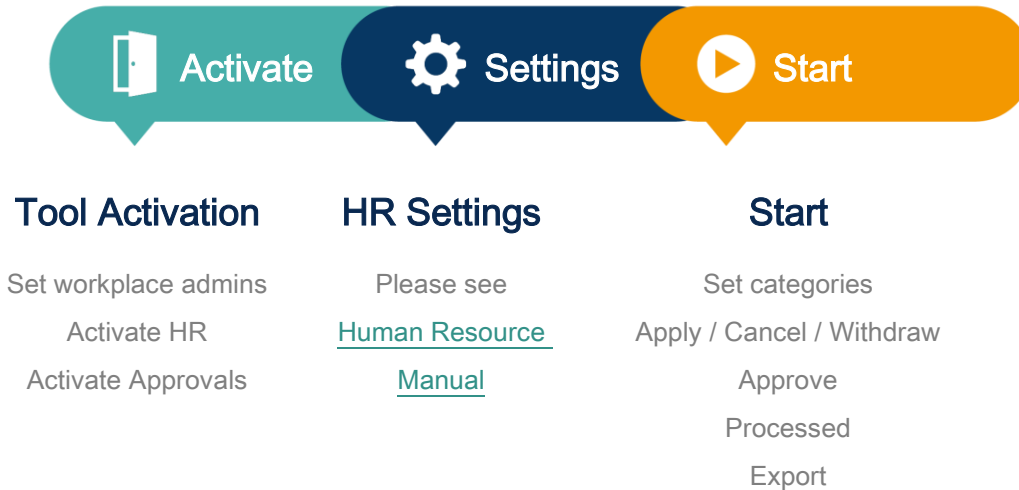 Activate
Settings
Start
Tool Activation
Set workplace admins
Activate HR
Activate Approvals
HR Settings
Please see
Human Resource
Manual
Start
Set categories
Apply / Cancel / Withdraw
Approve
Processed
Export